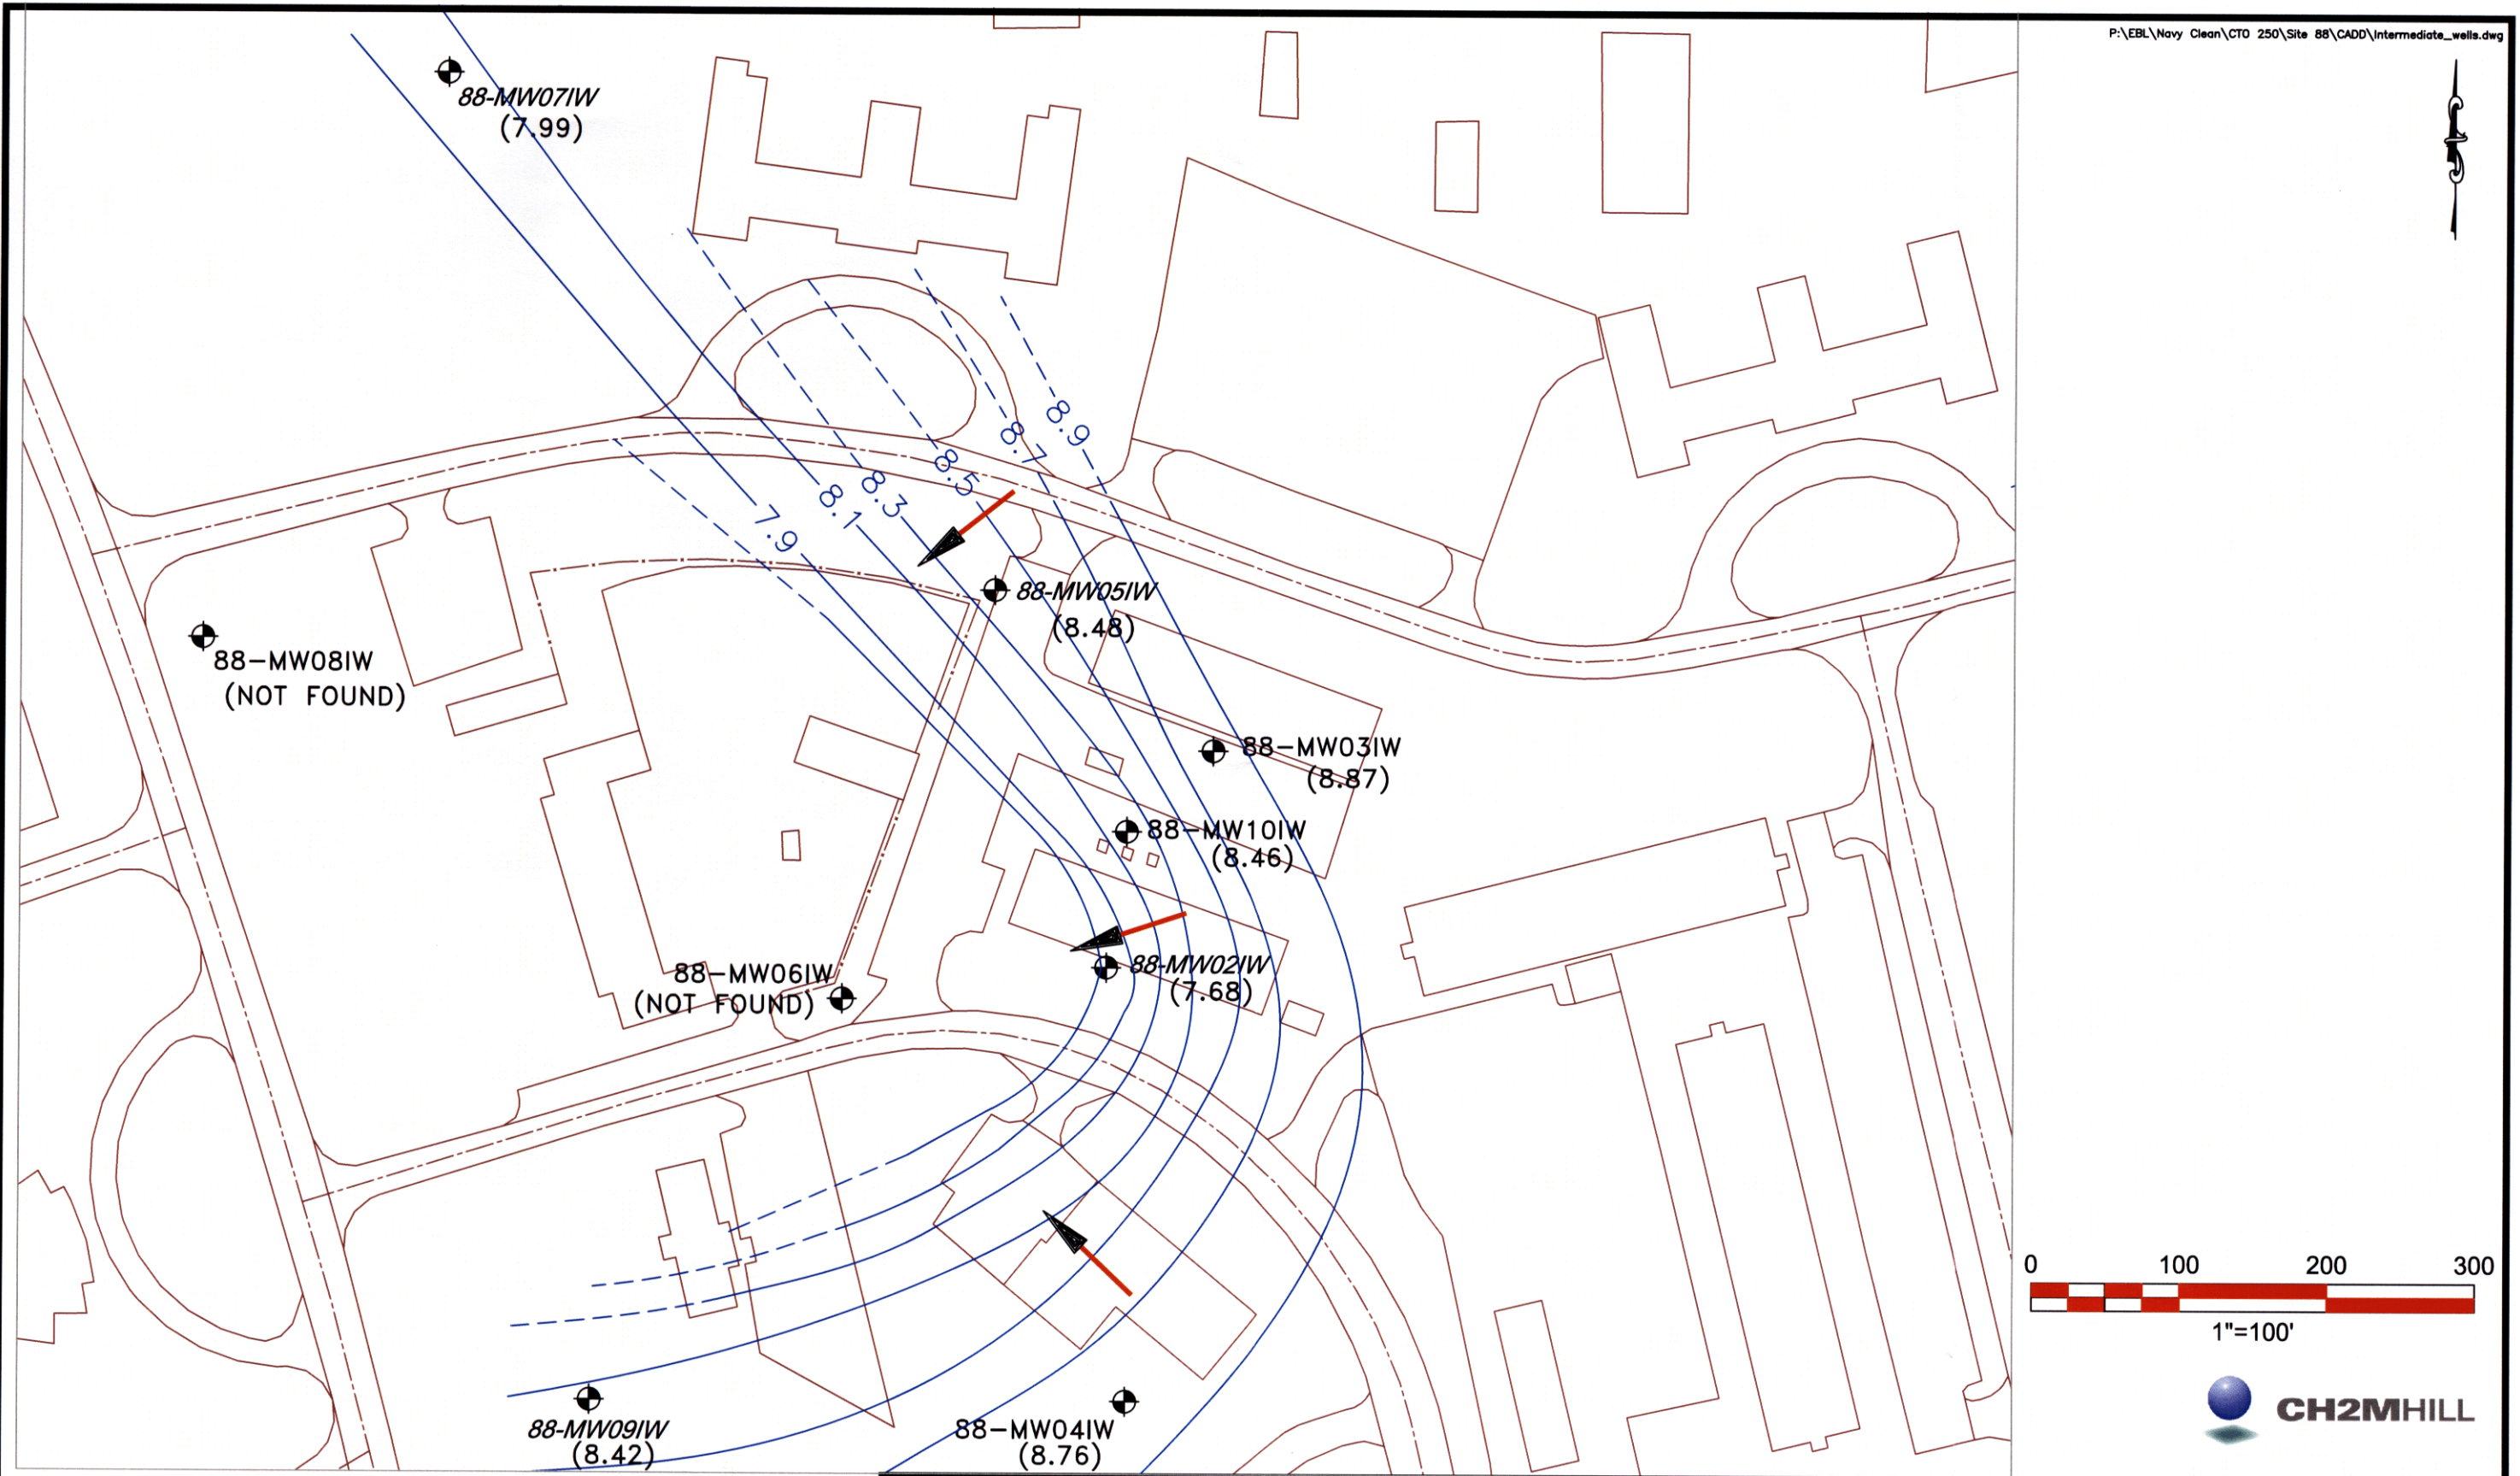 P:\EBL\Navy Clean\CTO 250\Site 88\CADD\Intermediate_wells.dwg
88-MW07IW
(7.99)
8.9
8.7
8.5
8.3
8.1
7.9
88-MW05IW
(8.48)
88-MW08IW
(NOT FOUND)
88-MW03IW
(8.87)
88-MW10IW
(8.46)
88-MW02IW
(7.68)
88-MW06IW
(NOT FOUND)
0 100 200 300
1"=100'
CH2MHILL
88-MW09IW
(8.42)
88-MW04IW
(8.76)